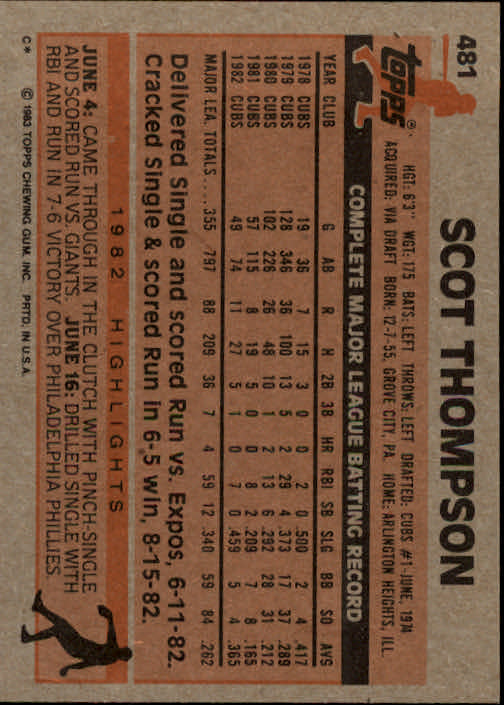 481
SCOT THOMPSON
topps®
HGT: 6'3" WGT: 175 BATS: LEFT THROWS: LEFT DRAFTED: CUBS #1-JUNE, 1974
ACQUIRED: VIA DRAFT BORN: 12-7-55, GROVE CITY, PA. HOME: ARLINGTON HEIGHTS, ILL.
COMPLETE MAJOR LEAGUE BATTING RECORD
YEAR CLUB G AB R H 2B 3B HR RBI SB SLG BB SO AVG
1978 CUBS 19 36 7 15 3 0 0 2 0 .500 2 4 .417
1979 CUBS 128 346 36 100 13 5 2 29 4 .373 17 37 .289
1980 CUBS 102 226 26 48 10 1 2 13 6 .292 28 31 .212
1981 CUBS 57 115 8 19 5 0 0 8 2 .209 7 8 .165
1982 CUBS 49 74 11 27 5 1 0 7 0 .459 5 4 .365
MAJOR LEA. TOTALS.....355 797 88 209 36 7 4 59 12 .340 59 84 .262
Delivered Single and scored Run vs. Expos, 6-11-82.
Cracked Single & scored Run in 6-5 win, 8-15-82.
1982 HIGHLIGHTS
JUNE 4: CAME THROUGH IN THE CLUTCH WITH PINCH-SINGLE
AND SCORED RUN VS. GIANTS. JUNE 16: DRILLED SINGLE WITH
RBI AND RUN IN 7-6 VICTORY OVER PHILADELPHIA PHILLIES.
C* © 1983 TOPPS CHEWING GUM, INC. PRTD. IN U.S.A.